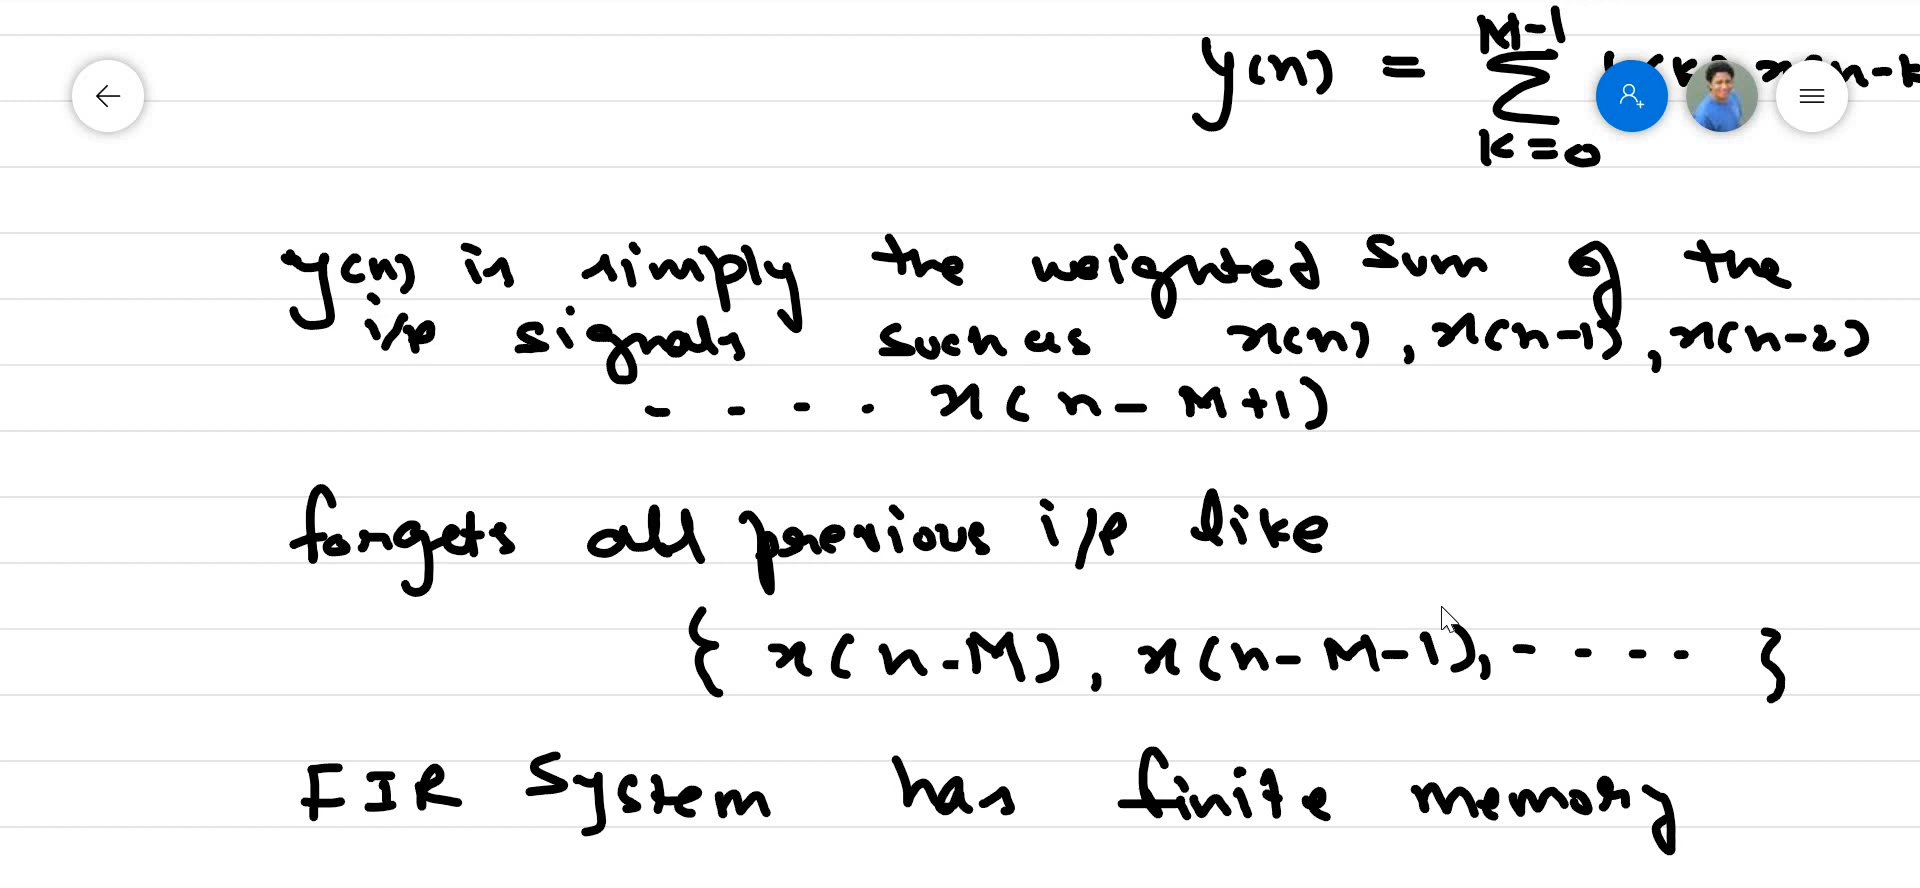 y(n) = M-1 Σ k=0 x(n-k
y(n) is simply the weighted sum of the
i/p signals such as x(n), x(n-1), x(n-2)
- - - . x(n-M+1)
forgets all previous i/p like
{ x(n-M), x(n-M-1), - - - - }
FIR System has finite memory